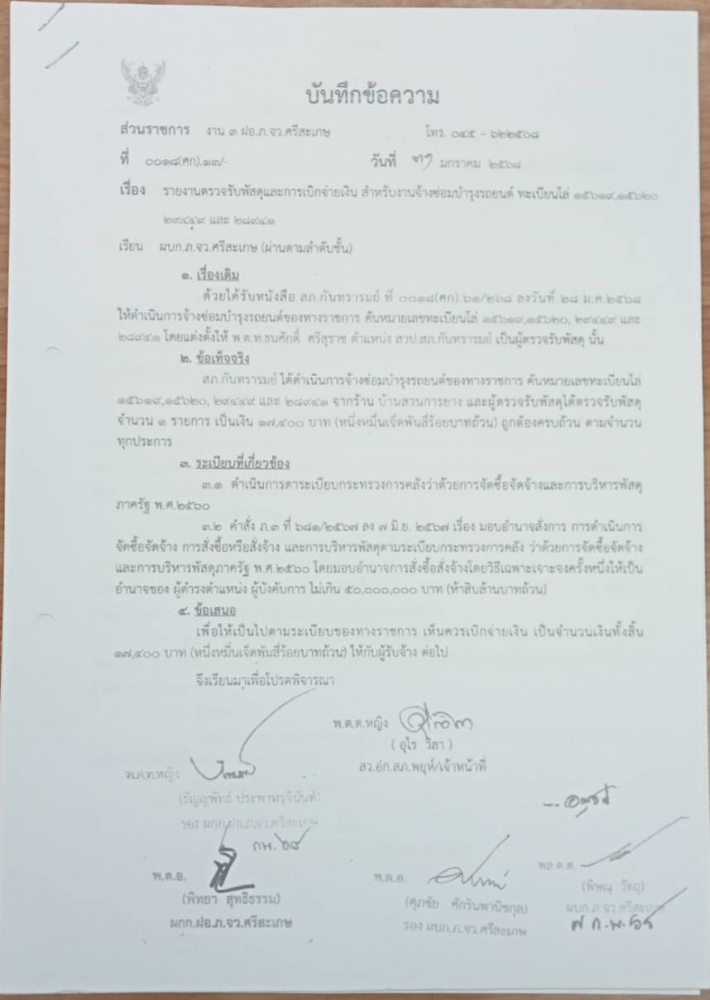 บันทึกข้อความ
ส่วนราชการ งาน ๓ ฝอ.ภ.จว.ศรีสะเกษ โทร. ๐๔๕ - ๖๒๒๕๐๘
ที่ ๐๐๑๘(ศก).๑๗/- วันที่ ๓๑ มกราคม ๒๕๖๘
เรื่อง รายงานตรวจรับพัสดุและการเบิกจ่ายเงิน สำหรับงานจ้างซ่อมบำรุงรถยนต์ ทะเบียนโล่ ๑๕๖๑๙,๑๕๖๒๐
๒๙๔๔๙ และ ๒๘๙๔๑
เรียน ผบก.ภ.จว.ศรีสะเกษ (ผ่านตามลำดับชั้น)
๑. เรื่องเดิม
ด้วยได้รับหนังสือ สภ.กันทรารมย์ ที่ ๐๐๑๘(ศก).๖๑/๒๖๘ ลงวันที่ ๒๘ ม.ค.๒๕๖๘
ให้ดำเนินการจ้างซ่อมบำรุงรถยนต์ของทางราชการ คันหมายเลขทะเบียนโล่ ๑๕๖๑๙,๑๕๖๒๐, ๒๙๔๔๙ และ
๒๘๙๔๑ โดยแต่งตั้งให้ พ.ต.ท.ธนศักดิ์ ศรีสุราช ตำแหน่ง สวป.สภ.กันทรารมย์ เป็นผู้ตรวจรับพัสดุ นั้น
๒. ข้อเท็จจริง
สภ.กันทรารมย์ ได้ดำเนินการจ้างซ่อมบำรุงรถยนต์ของทางราชการ คันหมายเลขทะเบียนโล่
๑๕๖๑๙,๑๕๖๒๐, ๒๙๔๔๙ และ ๒๘๙๔๑ จากร้าน บ้านสวนการยาง และผู้ตรวจรับพัสดุได้ตรวจรับพัสดุ
จำนวน ๑ รายการ เป็นเงิน ๑๗,๔๐๐ บาท (หนึ่งหมื่นเจ็ดพันสี่ร้อยบาทถ้วน) ถูกต้องครบถ้วน ตามจำนวน
ทุกประการ
๓. ระเบียบที่เกี่ยวข้อง
๓.๑ ดำเนินการตาระเบียบกระทรวงการคลังว่าด้วยการจัดซื้อจัดจ้างและการบริหารพัสดุ
ภาครัฐ พ.ศ.๒๕๖๐
๓.๒ คำสั่ง ภ.๓ ที่ ๖๘๑/๒๕๖๗ ลง ๗ มิ.ย. ๒๕๖๗ เรื่อง มอบอำนาจสั่งการ การดำเนินการ
จัดซื้อจัดจ้าง การสั่งซื้อหรือสั่งจ้าง และการบริหารพัสดุตามระเบียบกระทรวงการคลัง ว่าด้วยการจัดซื้อจัดจ้าง
และการบริหารพัสดุภาครัฐ พ.ศ.๒๕๖๐ โดยมอบอำนาจการสั่งซื้อสั่งจ้างโดยวิธีเฉพาะเจาะจงครั้งหนึ่งให้เป็น
อำนาจของ ผู้ดำรงตำแหน่ง ผู้บังคับการ ไม่เกิน ๕๐,๐๐๐,๐๐๐ บาท (ห้าสิบล้านบาทถ้วน)
๔. ข้อเสนอ
เพื่อให้เป็นไปตามระเบียบของทางราชการ เห็นควรเบิกจ่ายเงิน เป็นจำนวนเงินทั้งสิ้น
๑๗,๔๐๐ บาท (หนึ่งหมื่นเจ็ดพันสี่ร้อยบาทถ้วน) ให้กับผู้รับจ้าง ต่อไป
จึงเรียนมาเพื่อโปรดพิจารณา
พ.ต.ต.หญิง
( อุไร วิลา )
สว.อก.สภ.พยุห์/เจ้าหน้าที่
พ.ต.ท.หญิง
รอง ผกก.ฝอ.ภ.จว.ศรีสะเกษ
ก.พ. ๖๘
พ.ต.อ.
(พิทยา สุทธิธรรม)
ผกก.ฝอ.ภ.จว.ศรีสะเกษ
พ.ต.อ.
(ศุภชัย ศักรินพานิชกุล)
รอง ผบก.ภ.จว.ศรีสะเกษ
พล.ต.ต.
(พิษณุ วัตถุ)
ผบก.ภ.จว.ศรีสะเกษ
๗ ก.พ. ๖๘